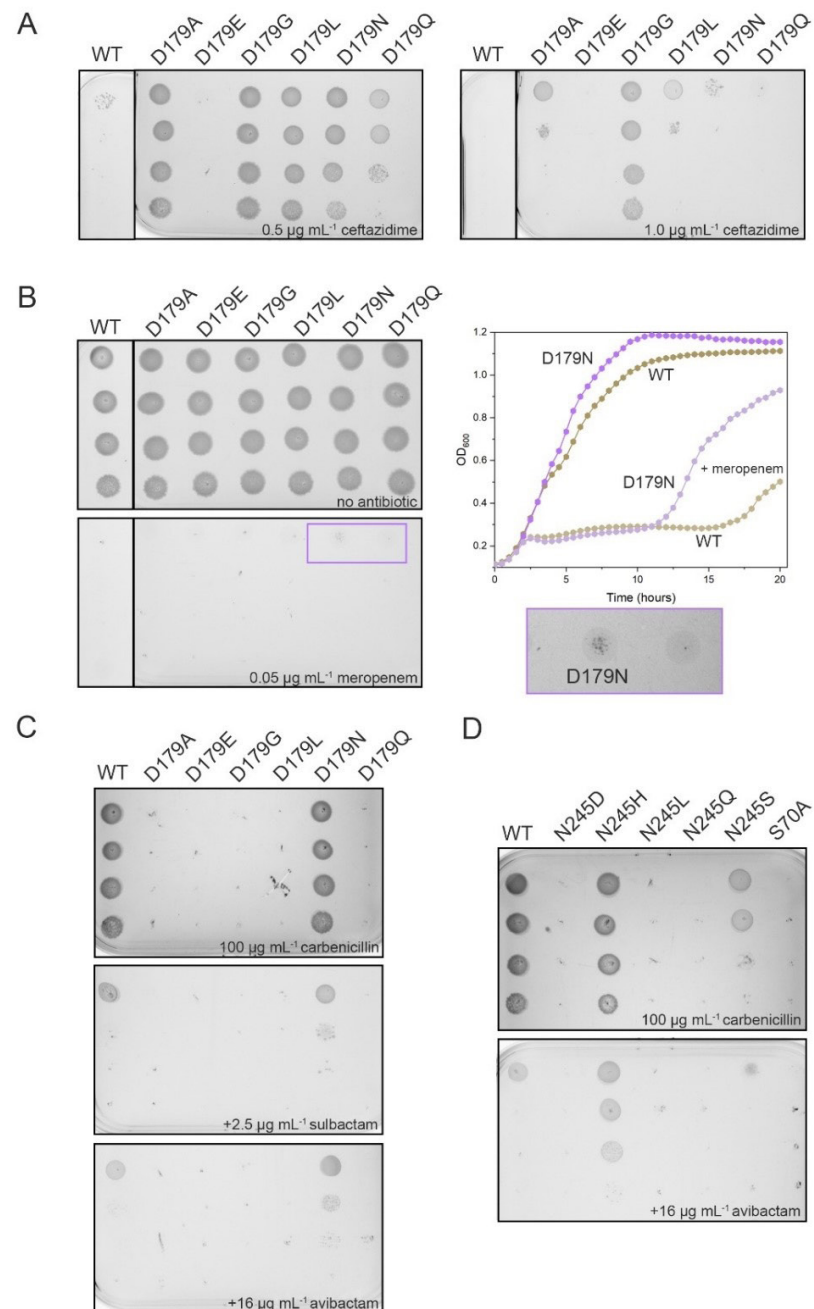 A
WT D179A D179E D179G D179L D179N D179Q
0.5 µg mL⁻¹ ceftazidime
WT D179A D179E D179G D179L D179N D179Q
1.0 µg mL⁻¹ ceftazidime
B
WT D179A D179E D179G D179L D179N D179Q
no antibiotic
0.05 µg mL⁻¹ meropenem
1.2
1.0
0.8
0.6
0.4
0.2
OD₆₀₀
D179N
WT
D179N
+ meropenem
WT
0 5 10 15 20
Time (hours)
D179N
C
WT D179A D179E D179G D179L D179N D179Q
100 µg mL⁻¹ carbenicillin
+2.5 µg mL⁻¹ sulbactam
+16 µg mL⁻¹ avibactam
D
WT N245D N245H N245L N245Q N245S S70A
100 µg mL⁻¹ carbenicillin
+16 µg mL⁻¹ avibactam